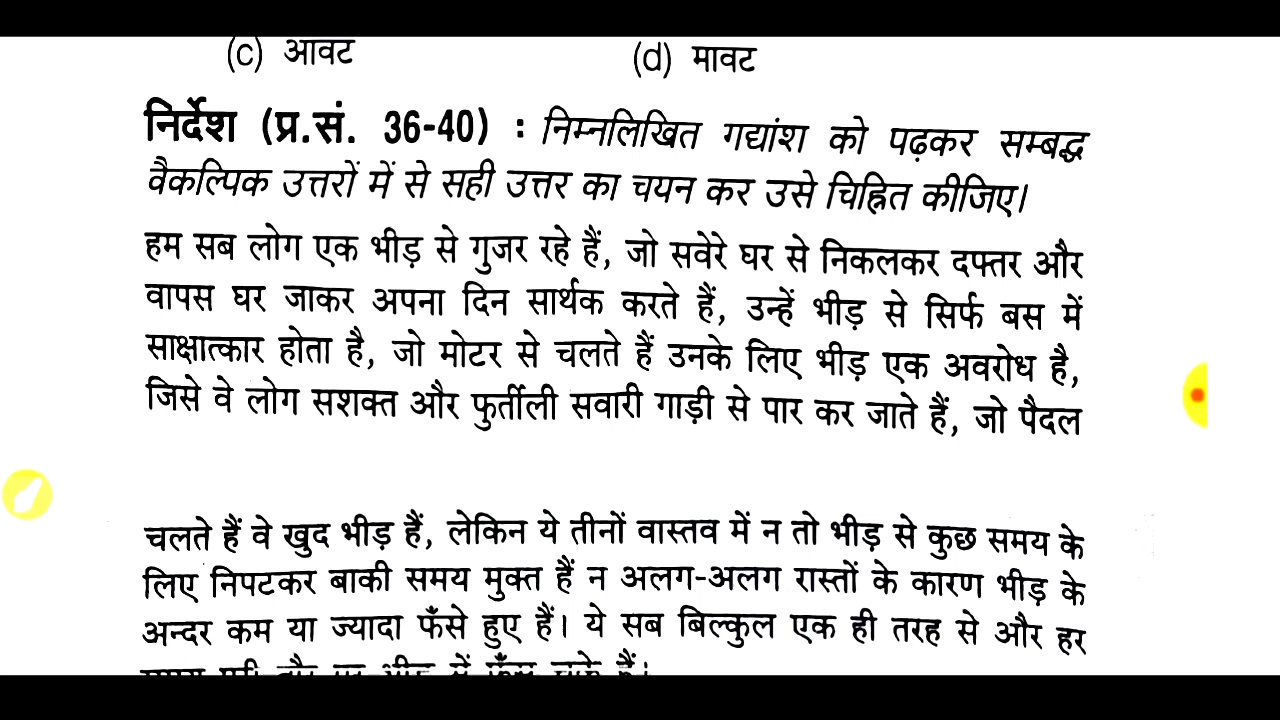 (c) आवट (d) मावट
निर्देश (प्र.सं. 36-40) : निम्नलिखित गद्यांश को पढ़कर सम्बद्ध
वैकल्पिक उत्तरों में से सही उत्तर का चयन कर उसे चिह्नित कीजिए।
हम सब लोग एक भीड़ से गुजर रहे हैं, जो सवेरे घर से निकलकर दफ्तर और
वापस घर जाकर अपना दिन सार्थक करते हैं, उन्हें भीड़ से सिर्फ बस में
साक्षात्कार होता है, जो मोटर से चलते हैं उनके लिए भीड़ एक अवरोध है,
जिसे वे लोग सशक्त और फुर्तीली सवारी गाड़ी से पार कर जाते हैं, जो पैदल
चलते हैं वे खुद भीड़ हैं, लेकिन ये तीनों वास्तव में न तो भीड़ से कुछ समय के
लिए निपटकर बाकी समय मुक्त हैं न अलग-अलग रास्तों के कारण भीड़ के
अन्दर कम या ज्यादा फँसे हुए हैं। ये सब बिल्कुल एक ही तरह से और हर
में फँस चुके हैं।